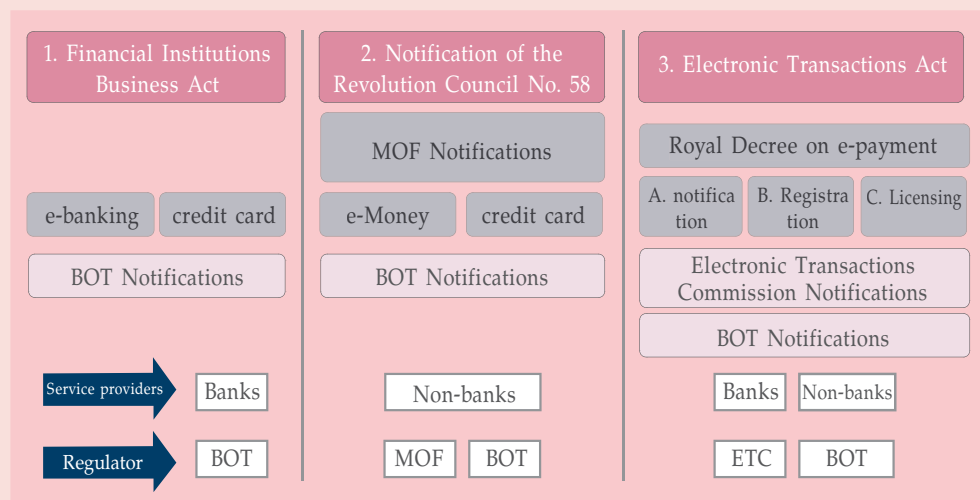 1. Financial Institutions
Business Act
2. Notification of the
Revolution Council No. 58
3. Electronic Transactions Act
MOF Notifications
Royal Decree on e-payment
e-banking
credit card
e-Money
credit card
A. notifica
tion
B. Registra
tion
C. Licensing
BOT Notifications
BOT Notifications
Electronic Transactions
Commission Notifications
BOT Notifications
Service providers
Banks
Non-banks
Banks
Non-banks
Regulator
BOT
MOF
BOT
ETC
BOT